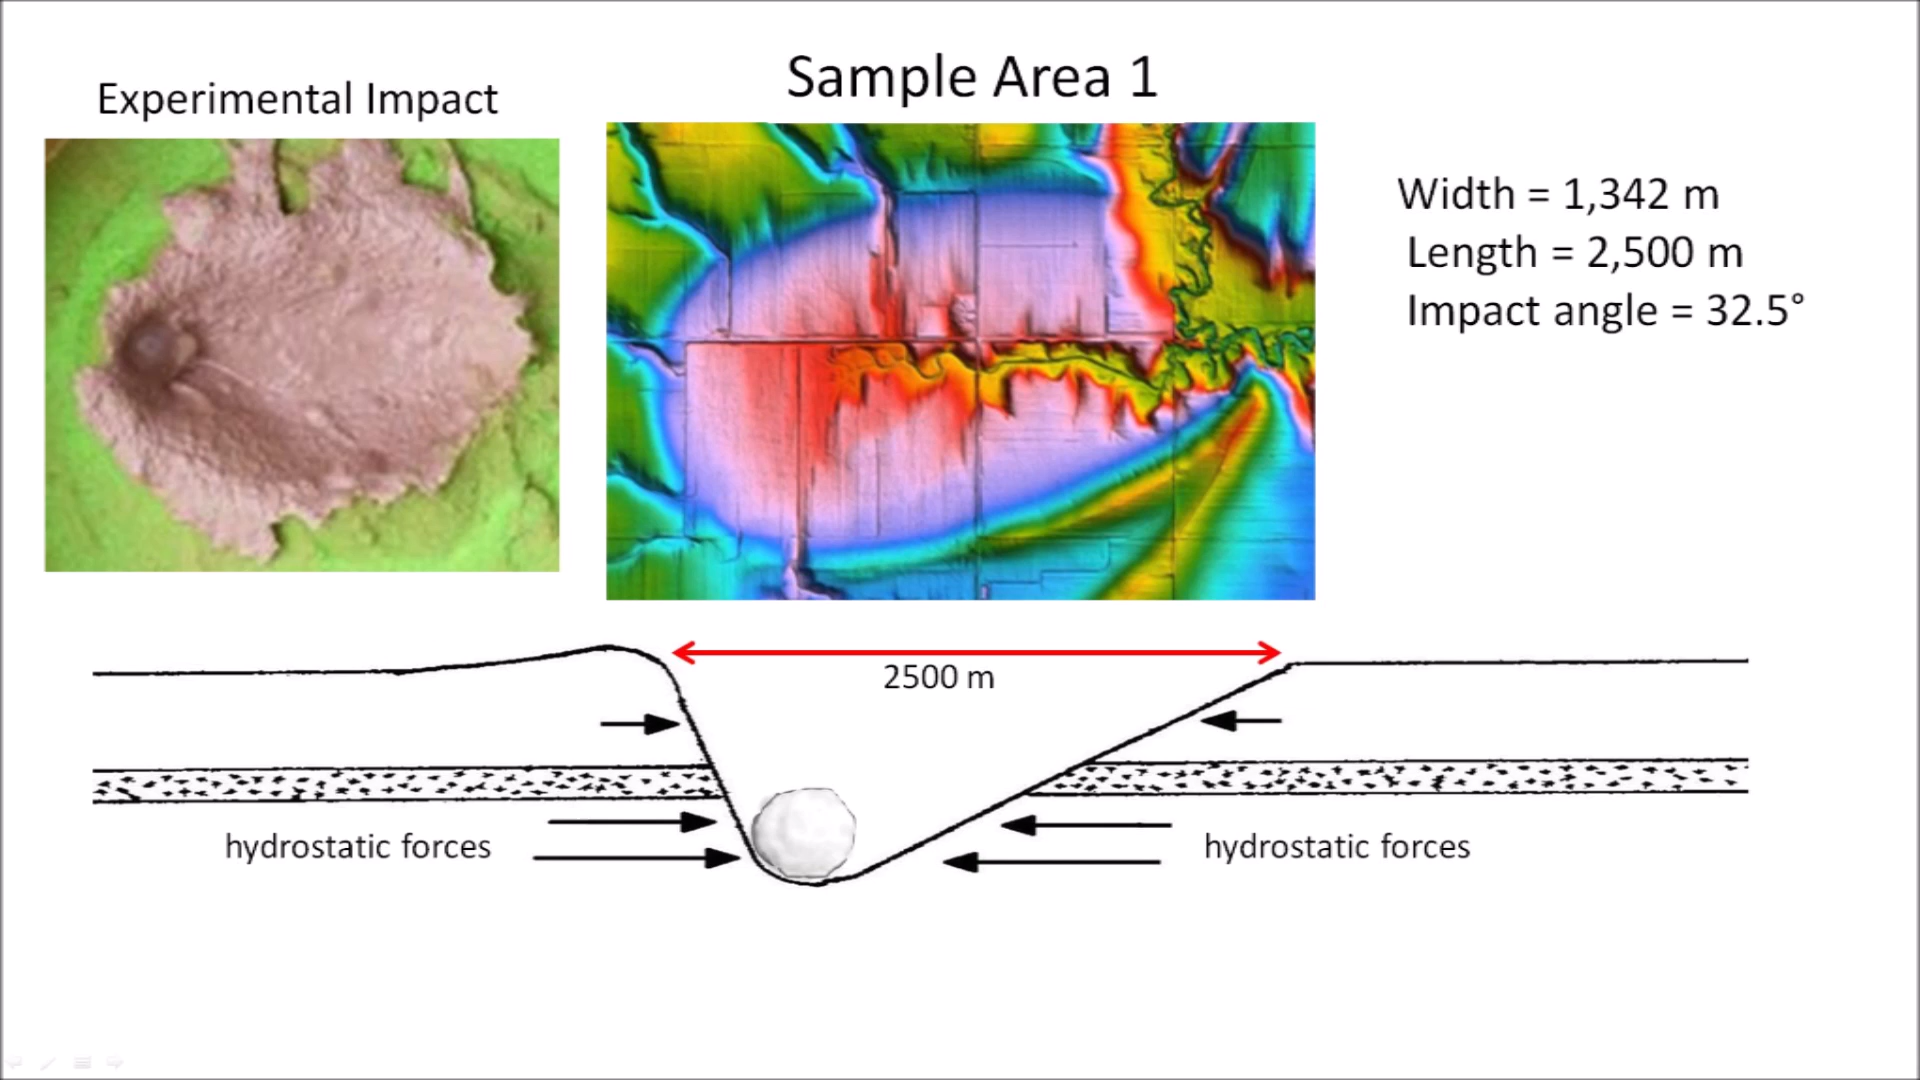 Experimental Impact
Sample Area 1
Width = 1,342 m
Length = 2,500 m
Impact angle = 32.5°
2500 m
hydrostatic forces
hydrostatic forces